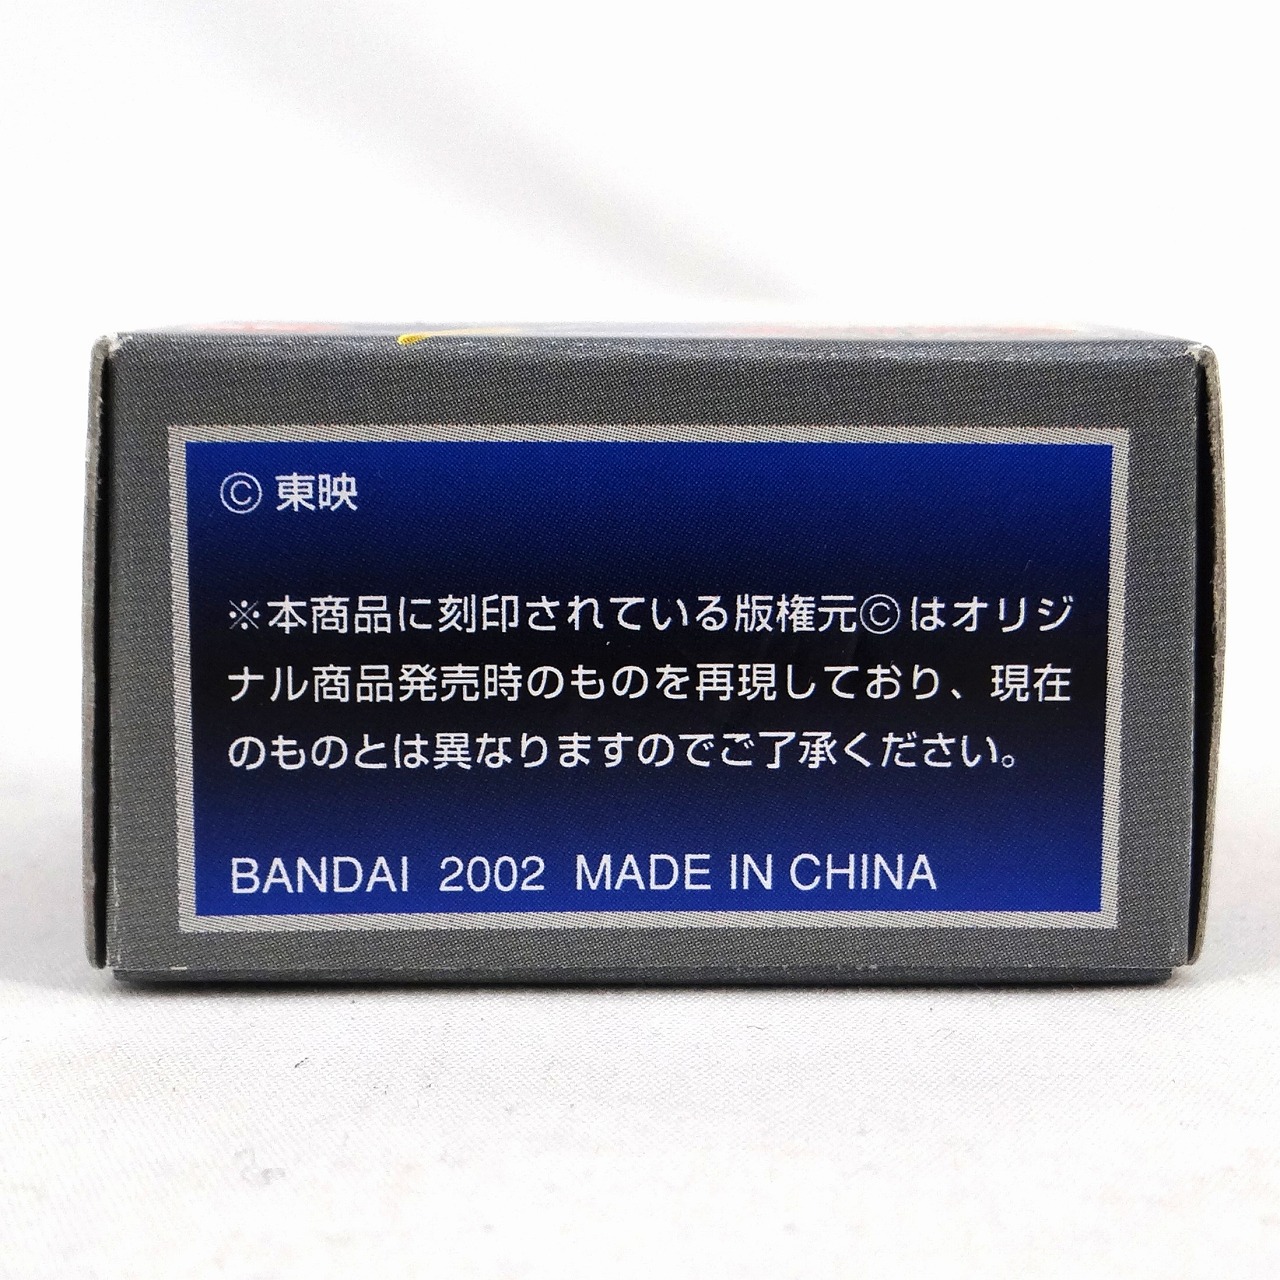 © 東映
※本商品に刻印されている版権元©はオリジ
ナル商品発売時のものを再現しており、現在
のものとは異なりますのでご了承ください。
BANDAI 2002 MADE IN CHINA